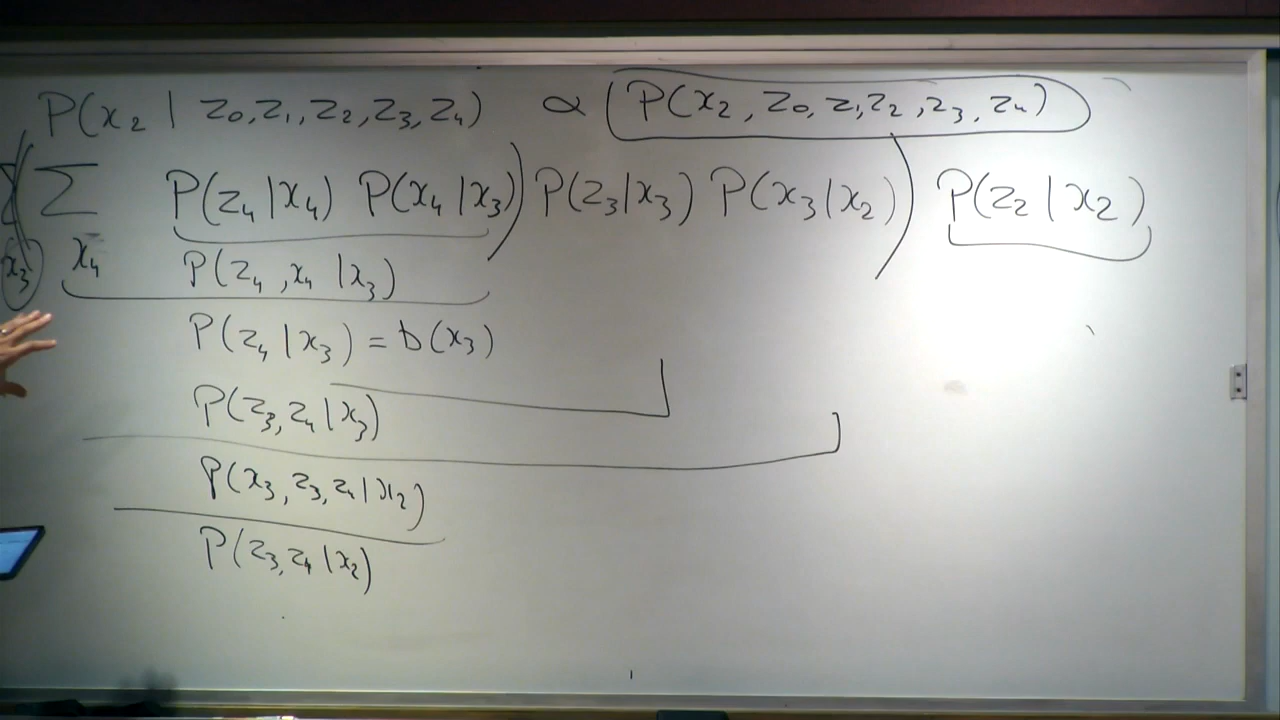 P(x₂ | z₀,z₁,z₂,z₃,z₄) ∝ (P(x₂, z₀, z₁, z₂, z₃, z₄)
(Σ P(z₄|x₄) P(x₄|x₃)) P(z₃|x₃) P(x₃|x₂)) P(z₂|x₂)
x₃ x₄ P(z₄, x₄ |x₃)
P(z₄ | x₃) = b(x₃)
P(z₃, z₄ | x₃)
P(x₃, z₃, z₄ | x₂)
P(z₃, z₄ | x₂)